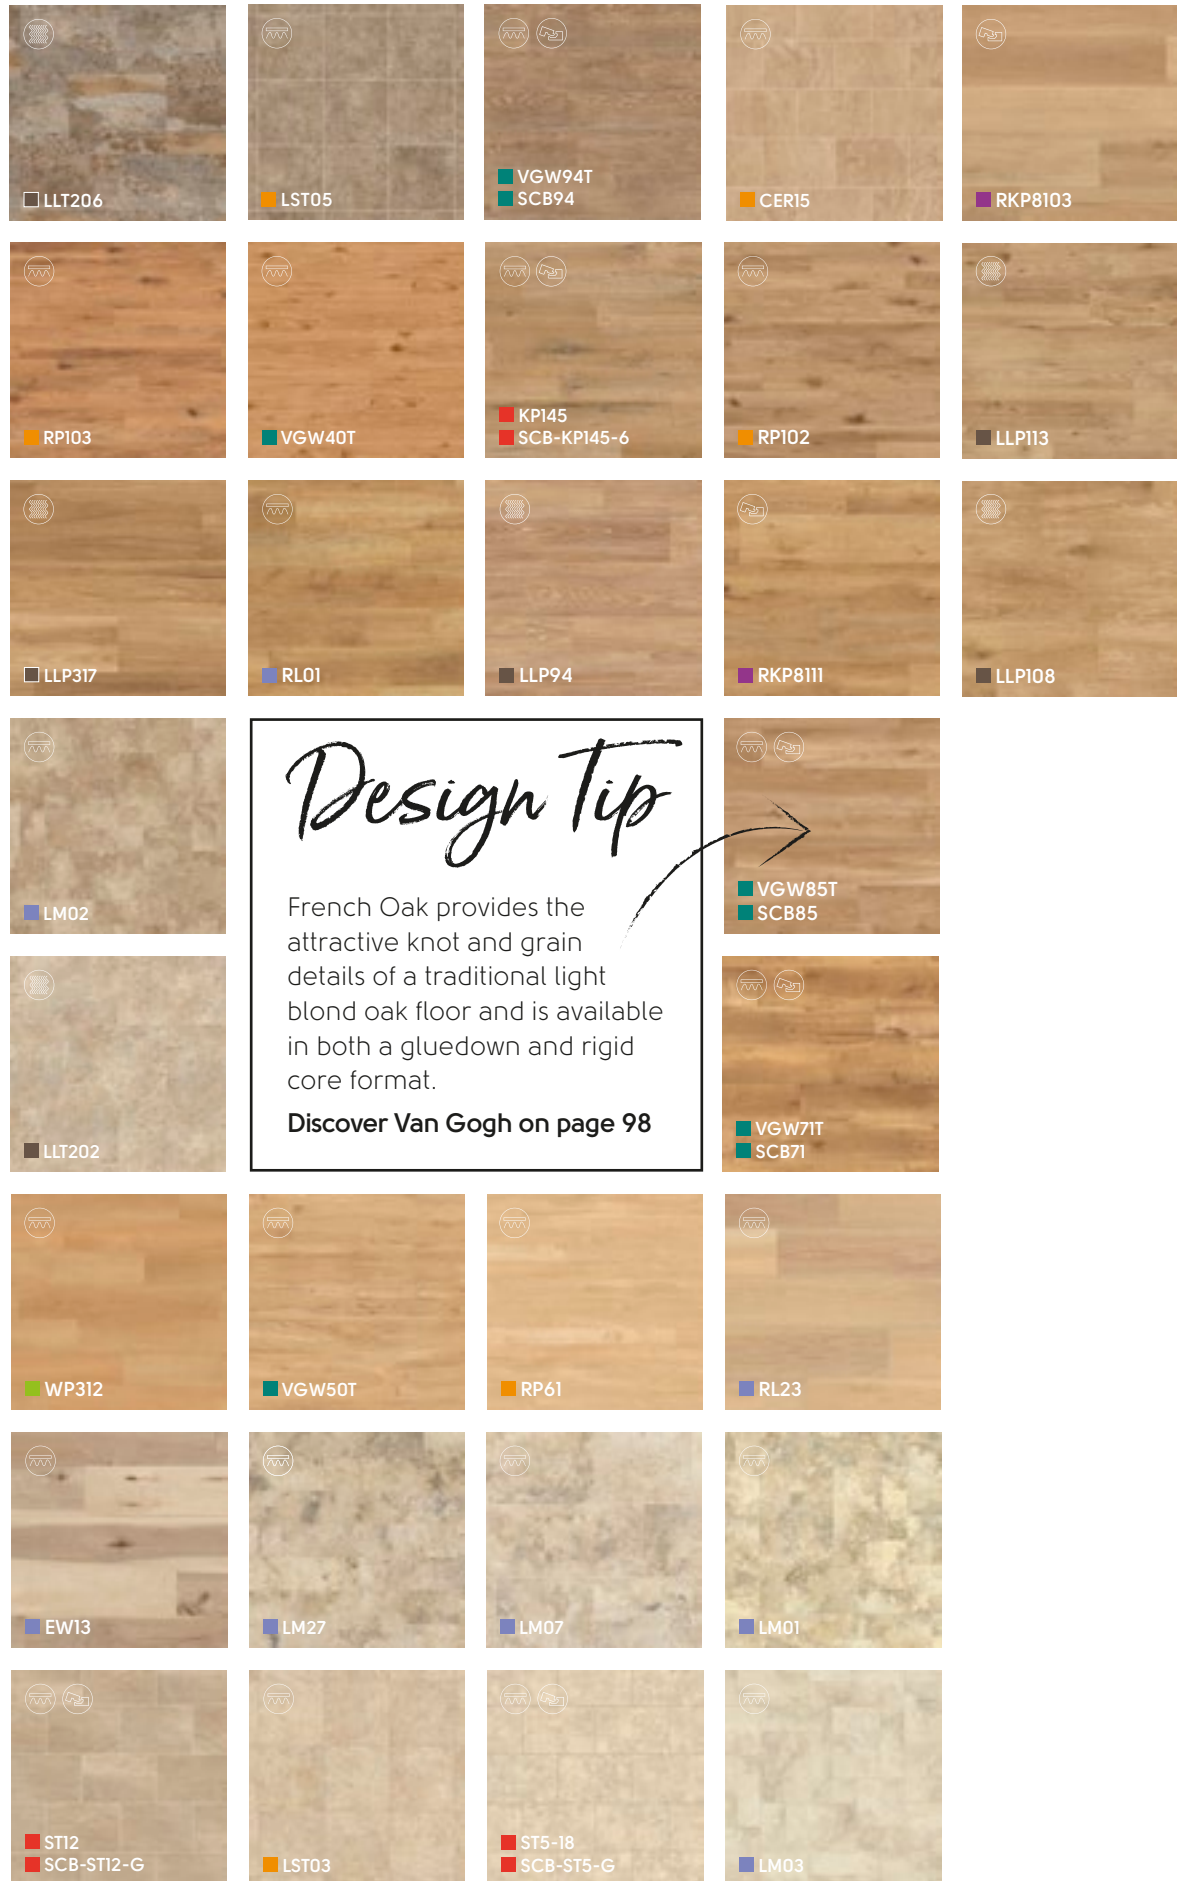 LLT206
LST05
VGW94T
SCB94
CER15
RKP8103
RP103
VGW40T
KP145
SCB-KP145-6
RP102
LLP113
LLP317
RL01
LLP94
RKP8111
LLP108
LM02
Design Tip
French Oak provides the
attractive knot and grain
details of a traditional light
blond oak floor and is available
in both a gluedown and rigid
core format.
Discover Van Gogh on page 98
VGW85T
SCB85
LLT202
VGW71T
SCB71
WP312
VGW50T
RP61
RL23
EW13
LM27
LM07
LM01
ST12
SCB-ST12-G
LST03
ST5-18
SCB-ST5-G
LM03